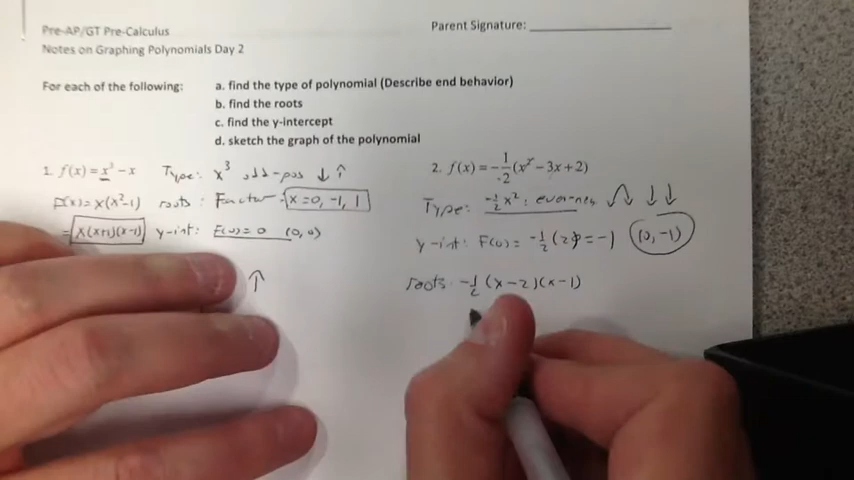 Pre-AP/GT Pre-Calculus
Parent Signature: ____________________
Notes on Graphing Polynomials Day 2
For each of the following: a. find the type of polynomial (Describe end behavior)
b. find the roots
c. find the y-intercept
d. sketch the graph of the polynomial
1. f(x) = x³ − x Type: x³ odd-pos ↓ ↑
F(x) = x(x²−1) roots: Factor x = 0, −1, 1
= x(x+1)(x−1) y-int: F(0) = 0 (0,0)
↑
2. f(x) = −1/2(x² − 3x + 2)
Type: −1/2x²: even-neg ↓ ↓
y-int: F(0) = −1/2(2) = −1 (0,−1)
roots −1/2(x−2)(x−1)